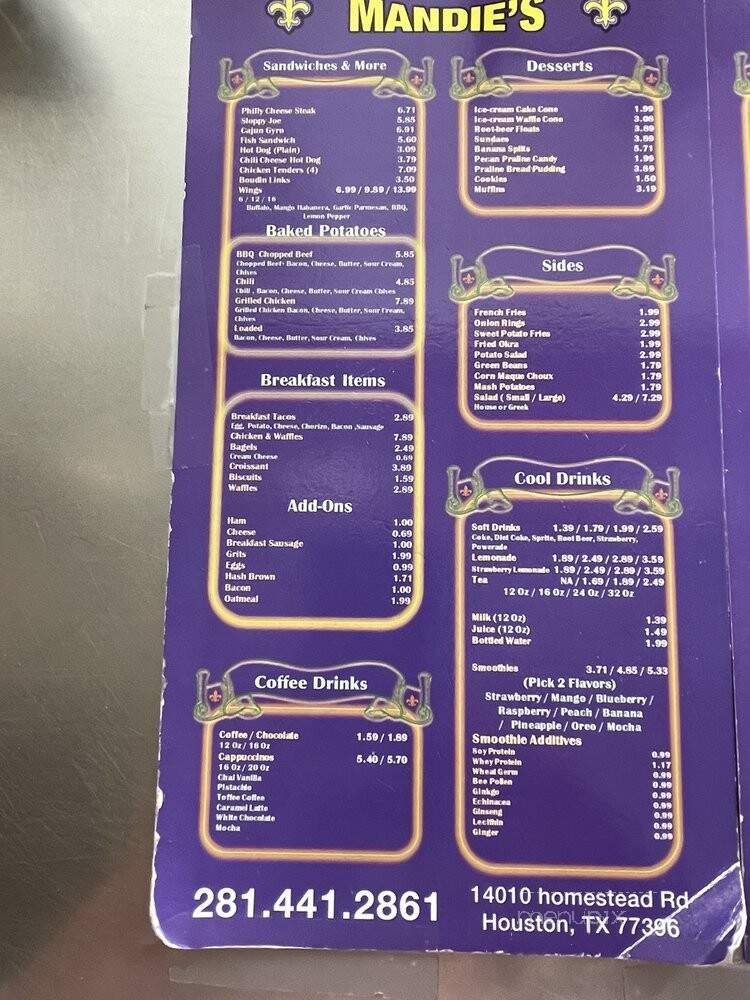 MANDIE'S
Sandwiches & More
Philly Cheese Steak 6.71
Sloppy Joe 5.85
Cajun Gyro 6.91
Fish Sandwich 5.60
Hot Dog (Plain) 3.09
Chili Cheese Hot Dog 3.79
Chicken Tenders (4) 7.09
Boudin Links 3.50
Wings 6.99 / 9.89 / 13.99
6 / 12 / 16
Buffalo, Mango Habanera, Garlic Parmesan, BBQ,
Lemon Pepper
Baked Potatoes
BBQ Chopped Beef 5.85
Chopped Beef- Bacon, Cheese, Butter, Sour Cream,
Chives
Chili 4.85
Chili , Bacon, Cheese, Butter, Sour Cream Chives
Grilled Chicken 7.89
Grilled Chicken Bacon, Cheese, Butter, Sour Cream,
Chives
Loaded 3.85
Bacon, Cheese, Butter, Sour Cream, Chives
Breakfast Items
Breakfast Tacos 2.89
Egg, Potato, Cheese, Chorizo, Bacon ,Sausage
Chicken & Waffles 7.89
Bagels 2.49
Cream Cheese 0.69
Croissant 3.89
Biscuits 1.59
Waffles 2.89
Add-Ons
Ham 1.00
Cheese 0.69
Breakfast Sausage 1.00
Grits 1.99
Eggs 0.99
Hash Brown 1.71
Bacon 1.00
Oatmeal 1.99
Coffee Drinks
Coffee / Chocolate 1.59 / 1.89
12 Oz / 16 Oz
Cappuccinos 5.40 / 5.70
16 Oz / 20 Oz
Chai Vanilla
Pistachio
Toffee Coffee
Caramel Latte
White Chocolate
Mocha
Desserts
Ice-cream Cake Cone 1.99
Ice-cream Waffle Cone 3.08
Root-beer Floats 3.89
Sundaes 3.89
Banana Splits 5.71
Pecan Praline Candy 1.99
Praline Bread Pudding 3.89
Cookies 1.50
Muffins 3.19
Sides
French Fries 1.99
Onion Rings 2.99
Sweet Potato Fries 2.99
Fried Okra 1.99
Potato Salad 2.99
Green Beans 1.79
Corn Maque Choux 1.79
Mash Potatoes 1.79
Salad ( Small / Large) 4.29 / 7.29
House or Greek
Cool Drinks
Soft Drinks 1.39 / 1.79 / 1.99 / 2.59
Coke, Diet Coke, Sprite, Root Beer, Strawberry,
Powerade
Lemonade 1.89 / 2.49 / 2.89 / 3.59
Strawberry Lemonade 1.89 / 2.49 / 2.89 / 3.59
Tea NA / 1.69 / 1.89 / 2.49
12 Oz / 16 Oz / 24 Oz / 32 Oz
Milk (12 Oz) 1.39
Juice (12 Oz) 1.49
Bottled Water 1.99
Smoothies 3.71 / 4.85 / 5.33
(Pick 2 Flavors)
Strawberry / Mango / Blueberry /
Raspberry / Peach / Banana
/ Pineapple / Oreo / Mocha
Smoothie Additives
Soy Protein 0.99
Whey Protein 1.17
Wheat Germ 0.99
Bee Pollen 0.99
Ginkgo 0.99
Echinacea 0.99
Ginseng 0.99
Lecithin 0.99
Ginger 0.99
281.441.2861
14010 homestead Rd
Houston, TX 77396
menupix